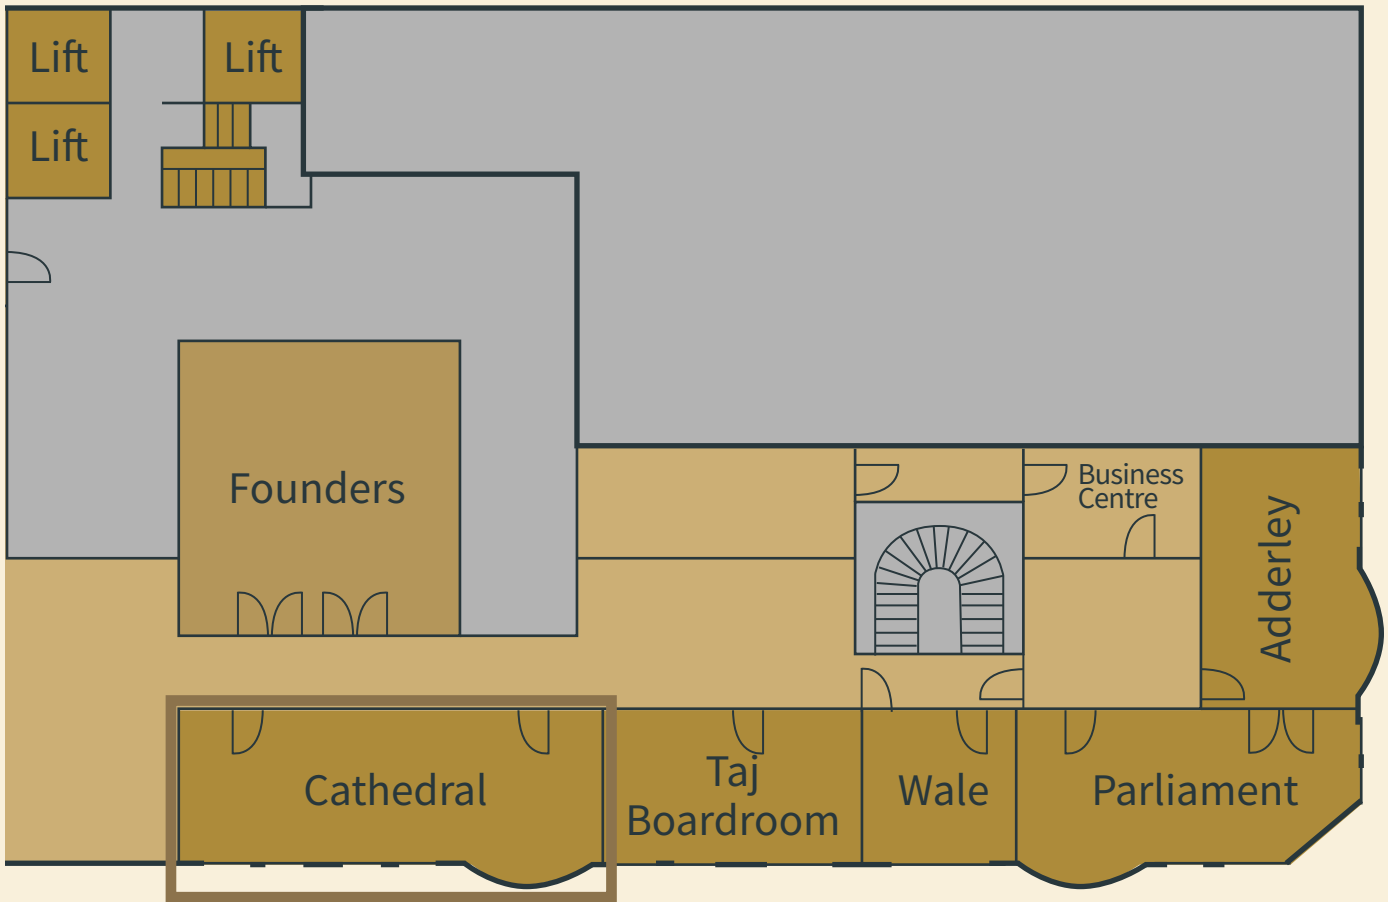 Lift
Lift
Lift
Founders
Business
Centre
Adderley
Cathedral
Taj
Boardroom
Wale
Parliament